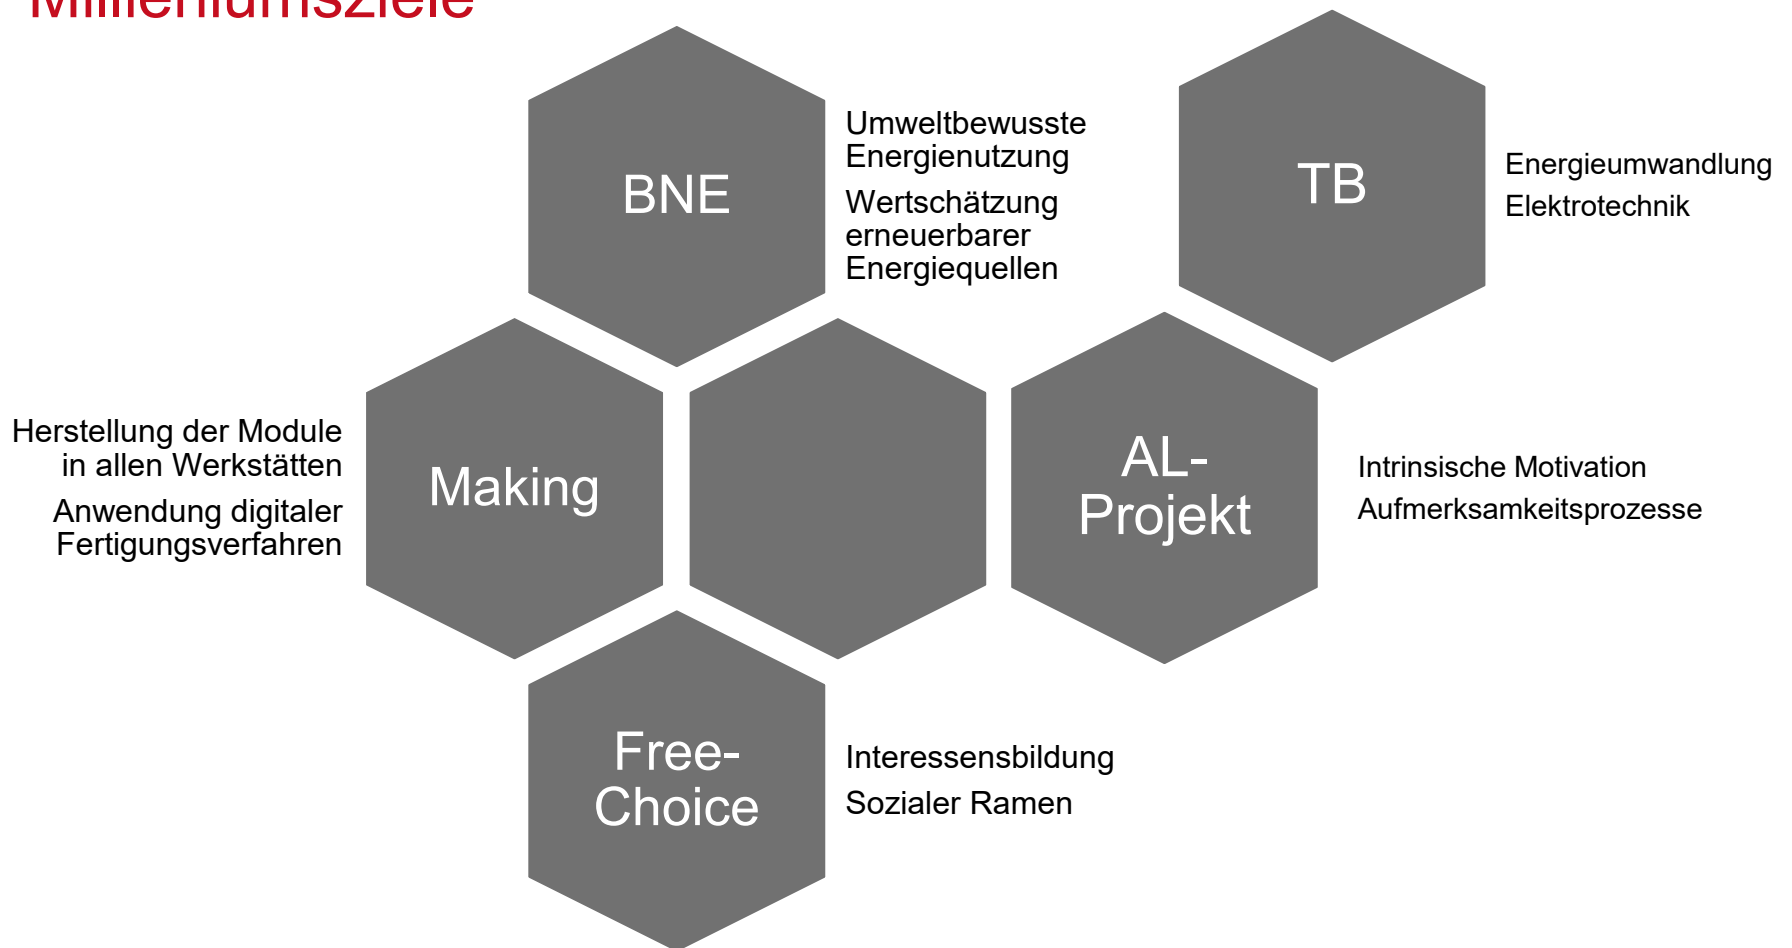 Milleniumsziele
BNE
Umweltbewusste
Energienutzung
Wertschätzung
erneuerbarer
Energiequellen
TB
Energieumwandlung
Elektrotechnik
Herstellung der Module
in allen Werkstätten
Anwendung digitaler
Fertigungsverfahren
Making
AL-
Projekt
Intrinsische Motivation
Aufmerksamkeitsprozesse
Free-
Choice
Interessensbildung
Sozialer Ramen